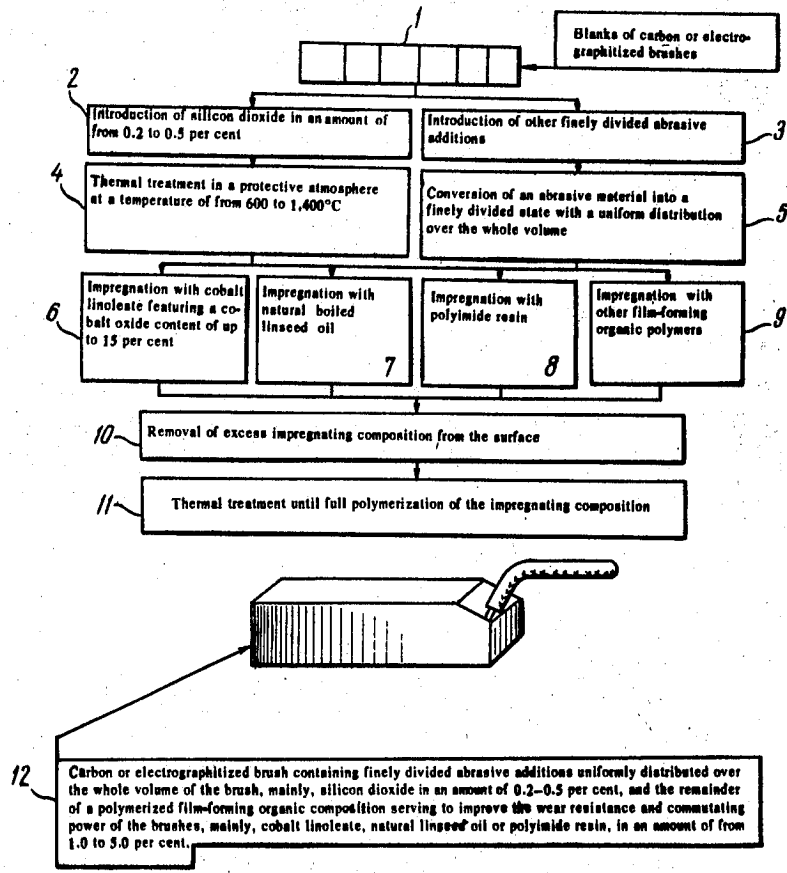 1
Blanks of carbon or electro-
graphitized brushes
2
Introduction of silicon dioxide in an amount of
from 0.2 to 0.5 per cent
Introduction of other finely divided abrasive
additions
3
4
Thermal treatment in a protective atmosphere
at a temperature of from 600 to 1,400°C
Conversion of an abrasive material into a
finely divided state with a uniform distribution
over the whole volume
5
6
Impregnation with cobalt
linoleate featuring a co-
balt oxide content of up
to 15 per cent
Impregnation with
natural boiled
linseed oil
7
Impregnation with
polyimide resin
8
Impregnation with
other film-forming
organic polymers
9
10
Removal of excess impregnating composition from the surface
11
Thermal treatment until full polymerization of the impregnating composition
12
Carbon or electrographitized brush containing finely divided abrasive additions uniformly distributed over
the whole volume of the brush, mainly, silicon dioxide in an amount of 0.2–0.5 per cent, and the remainder
of a polymerized film-forming organic composition serving to improve the wear resistance and commutating
power of the brushes, mainly, cobalt linoleate, natural linseed oil or polyimide resin, in an amount of from
1.0 to 5.0 per cent.